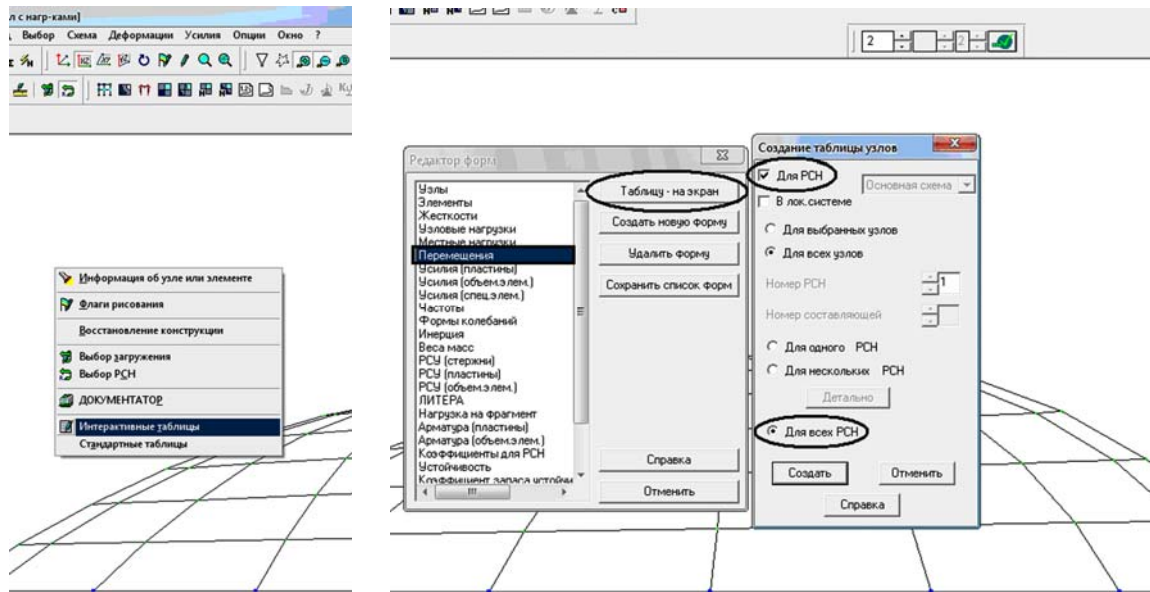 л с нагр-ками]
Выбор Схема Деформации Усилия Опции Окно ?
Информация об узле или элементе
Флаги рисования
Восстановление конструкции
Выбор загружения
Выбор РСН
ДОКУМЕНТАТОР
Интерактивные таблицы
Стандартные таблицы
2
2
Редактор форм
Узлы
Элементы
Жесткости
Узловые нагрузки
Местные нагрузки
Перемещения
Усилия (пластины)
Усилия (объем.элем.)
Усилия (спец.элем.)
Частоты
Формы колебаний
Инерция
Веса масс
РСУ (стержни)
РСУ (пластины)
РСУ (объем.элем.)
ЛИТЕРА
Нагрузка на фрагмент
Арматура (пластины)
Арматура (объем.элем.)
Коэффициенты для РСН
Устойчивость
Коэффициент запаса устойчи
Таблицу - на экран
Создать новую форму
Удалить форму
Сохранить список форм
Справка
Отменить
Создание таблицы узлов
Для РСН
Основная схема
В лок.системе
Для выбранных узлов
Для всех узлов
Номер РСН
1
Номер составляющей
Для одного РСН
Для нескольких РСН
Детально
Для всех РСН
Создать
Отменить
Справка